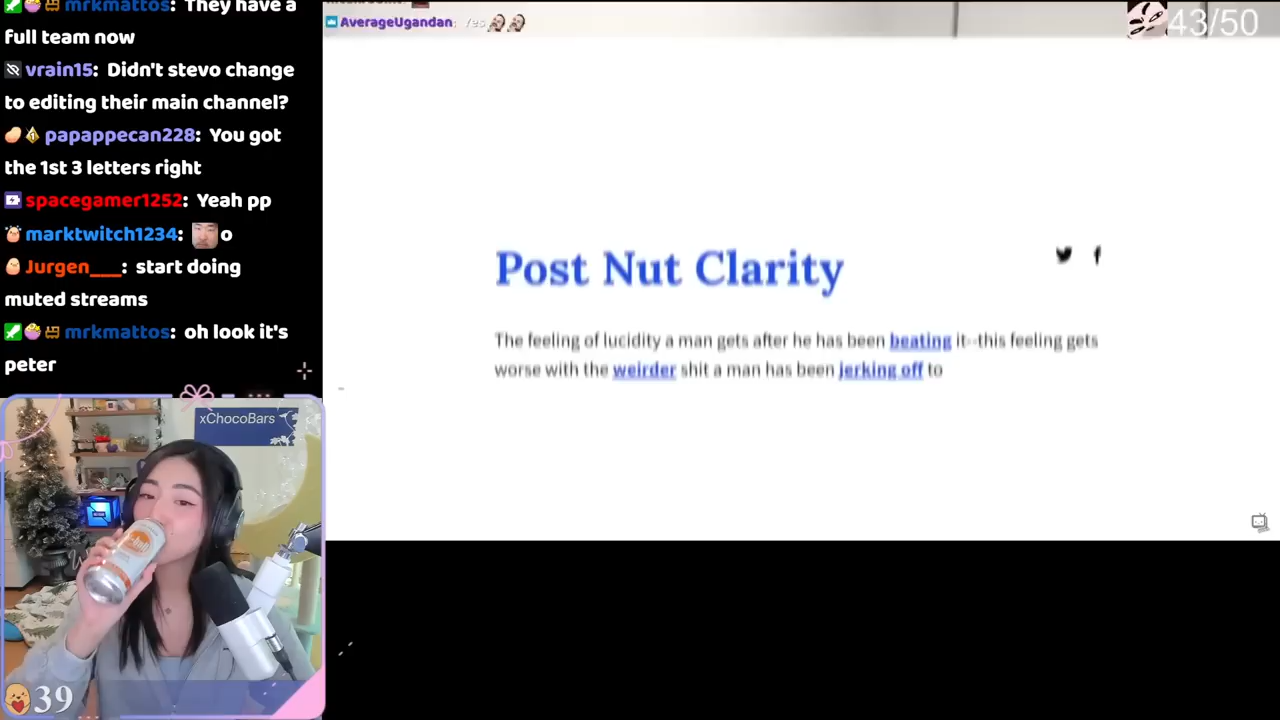 mrkmattos: They have a
full team now
vrain15: Didn't stevo change
to editing their main channel?
papappecan228: You got
the 1st 3 letters right
spacegamer1252: Yeah pp
marktwitch1234: o
Jurgen___: start doing
muted streams
mrkmattos: oh look it's
peter
xChocoBars
39
AverageUgandan: Yes
43/50
Post Nut Clarity
The feeling of lucidity a man gets after he has been beating it--this feeling gets
worse with the weirder shit a man has been jerking off to